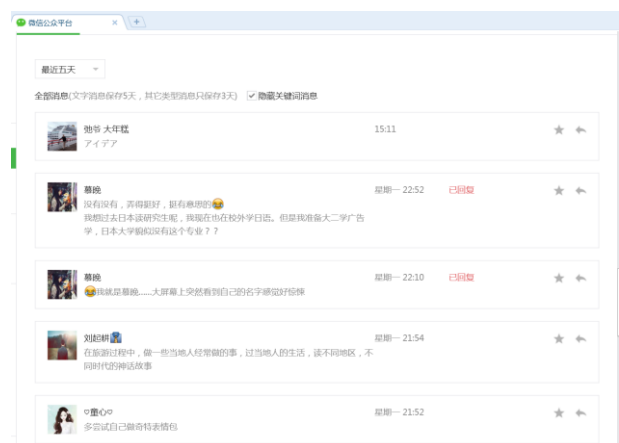 微信公众平台
最近五天
全部消息(文字消息保存5天，其它类型消息只保存3天) 隐藏关键词消息
弛爷 大年糕 15:11
アイデア
慕晚 星期一 22:52 已回复
没有没有，弄得挺好，挺有意思的😂
我想过去日本读研究生呢，我现在也在校外学日语。但是我准备大二学广告
学，日本大学貌似没有这个专业？？
慕晚 星期一 22:10 已回复
😂我就是慕晚……大屏幕上突然看到自己的名字感觉好惊悚
刘起耕 星期一 21:54
在旅游过程中，做一些当地人经常做的事，过当地人的生活，谈不同地区，不
同时代的神话故事
♡童心♡ 星期一 21:52
多尝试自己做奇特表情包